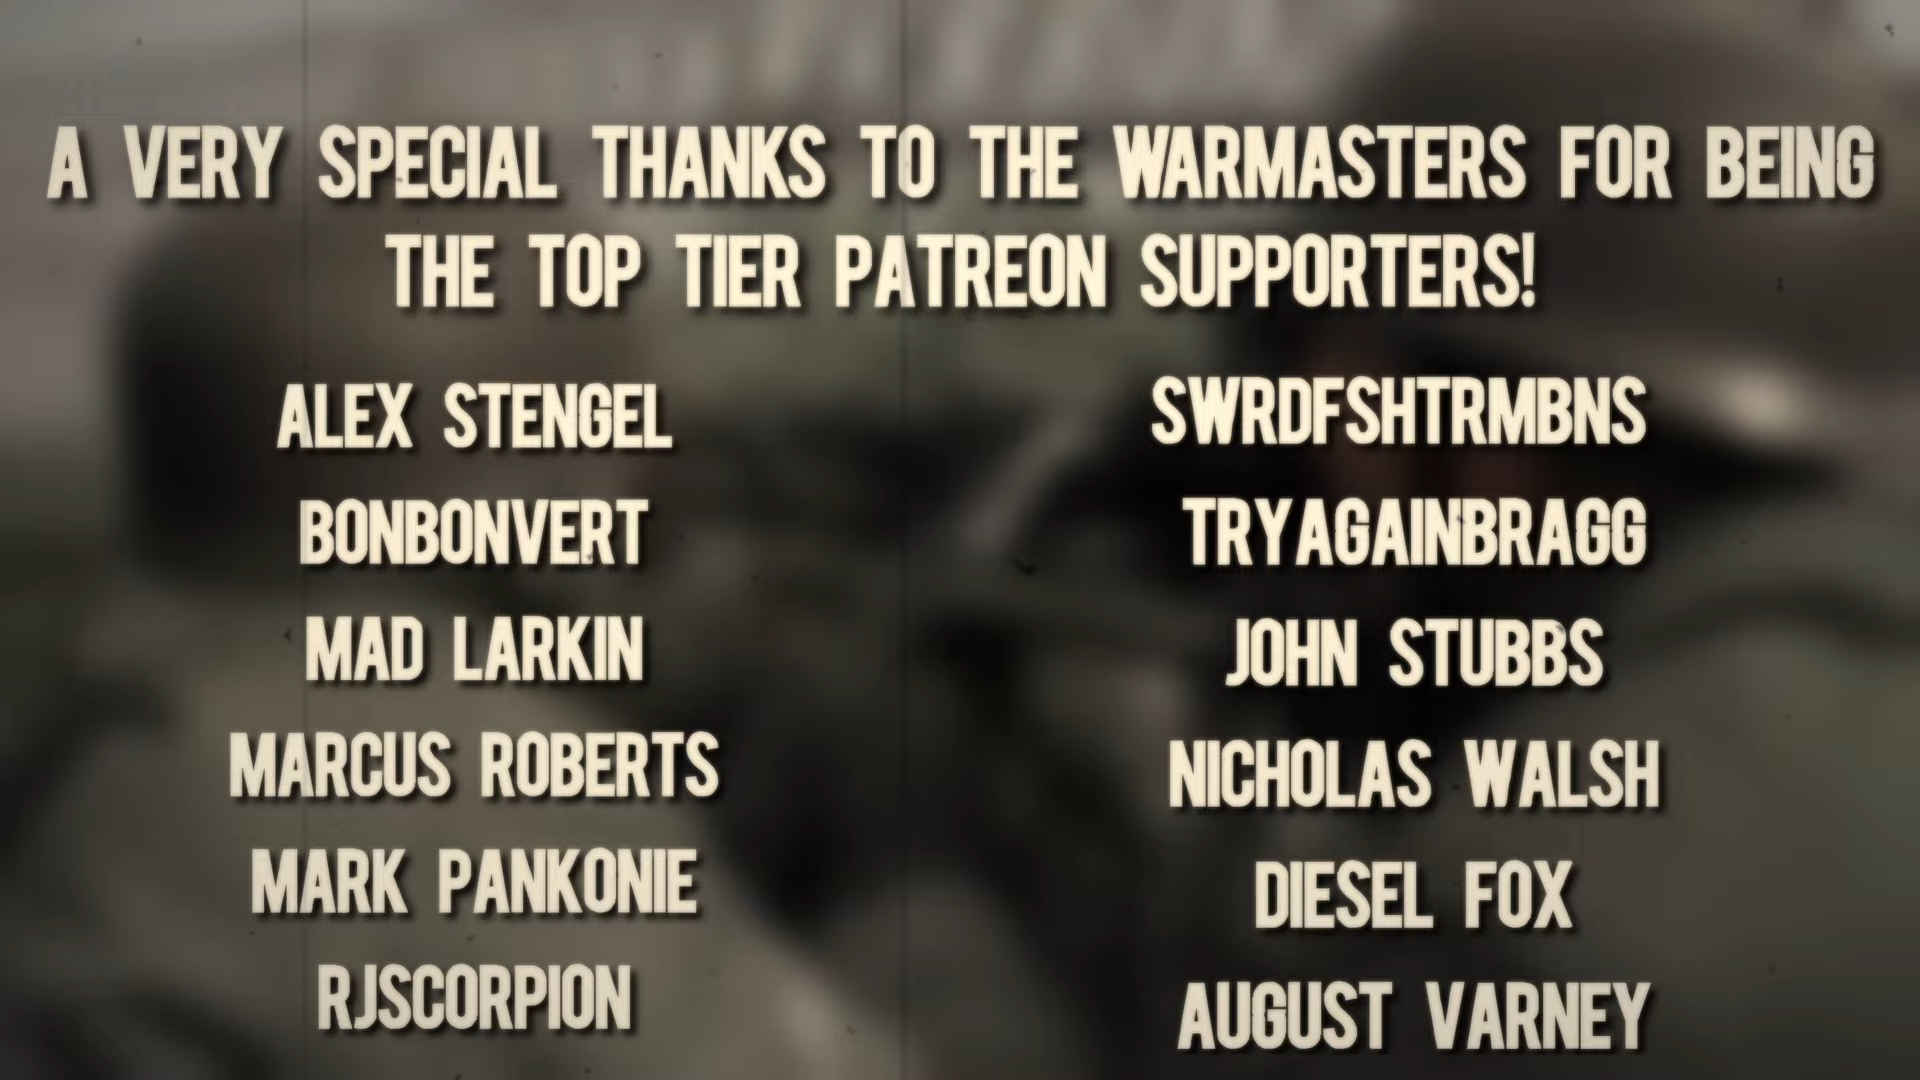 A VERY SPECIAL THANKS TO THE WARMASTERS FOR BEING
THE TOP TIER PATREON SUPPORTERS!
ALEX STENGEL
BONBONVERT
MAD LARKIN
MARCUS ROBERTS
MARK PANKONIE
RJSCORPION
SWRDFSHTRMBNS
TRYAGAINBRAGG
JOHN STUBBS
NICHOLAS WALSH
DIESEL FOX
AUGUST VARNEY